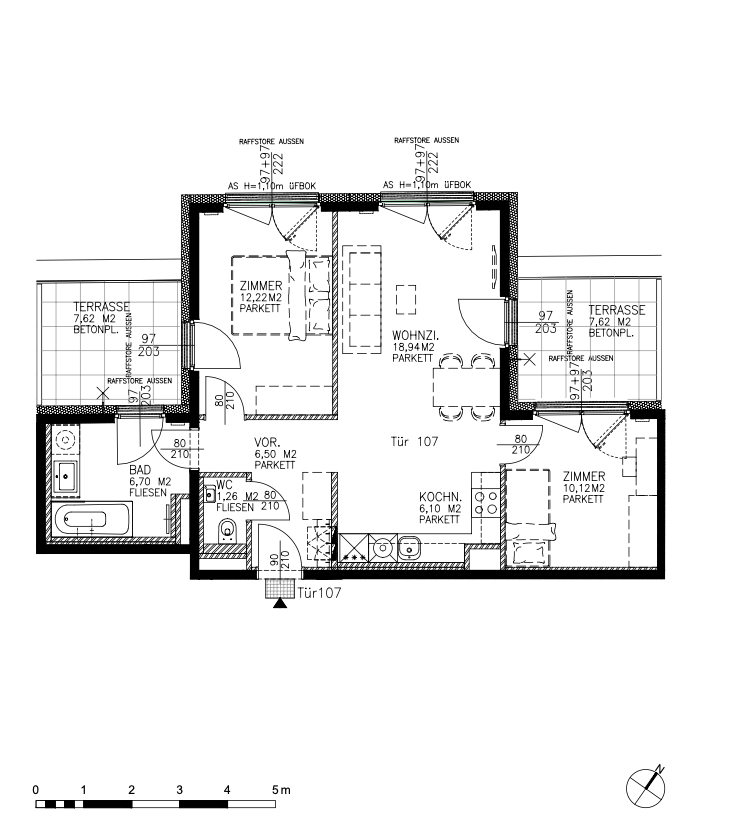 RAFFSTORE AUSSEN
97+97
222
AS H=1,10m üFBOK
RAFFSTORE AUSSEN
97+97
222
AS H=1,10m üFBOK
ZIMMER
12,22M2
PARKETT
TERRASSE
7,62 M2
BETONPL.
97
203
RAFFSTORE AUSSEN
RAFFSTORE AUSSEN
97
203
WOHNZI.
18,94M2
PARKETT
97
203
RAFFSTORE AUSSEN
TERRASSE
7,62 M2
BETONPL.
RAFFSTORE AUSSEN
97+97
203
80
210
80
210
BAD
6,70 M2
FLIESEN
VOR.
6,50 M2
PARKETT
Tür 107
80
210
ZIMMER
10,12M2
PARKETT
WC
1,26 M2
FLIESEN
80
210
KOCHN.
6,10 M2
PARKETT
90
210
Tür107
0 1 2 3 4 5 m
N